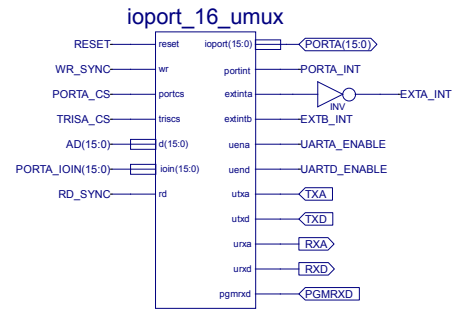 ioport_16_umux
RESET reset ioport(15:0) PORTA(15:0)
WR_SYNC wr portint PORTA_INT
PORTA_CS portcs extinta INV EXTA_INT
TRISA_CS triscs extintb EXTB_INT
AD(15:0) d(15:0) uena UARTA_ENABLE
PORTA_IOIN(15:0) ioin(15:0) uend UARTD_ENABLE
RD_SYNC rd utxa TXA
utxd TXD
urxa RXA
urxd RXD
pgmrxd PGMRXD